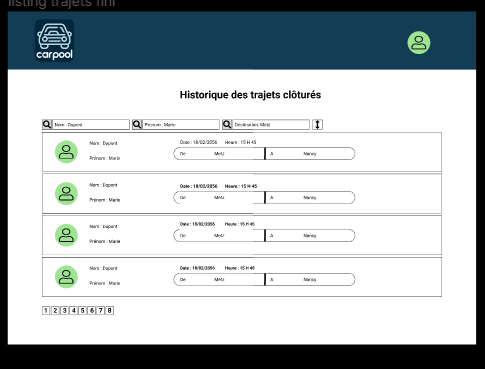 listing trajets fini
carpool
Historique des trajets clôturés
Nom : Dupont Prénom : Marie Destination: Metz
Nom : Dupont Date : 18/02/2056 Heure : 15 H 45
Prénom : Marie De Metz A Nancy
Nom : Dupont Date : 18/02/2056 Heure : 15 H 45
Prénom : Marie De Metz A Nancy
Nom : Dupont Date : 18/02/2056 Heure : 15 H 45
Prénom : Marie De Metz A Nancy
Nom : Dupont Date : 18/02/2056 Heure : 15 H 45
Prénom : Marie De Metz A Nancy
1 2 3 4 5 6 7 8